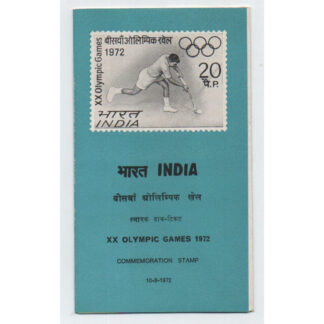 बीसवाँ ओलिम्पिक खेल
1972
XX Olympic Games
20
प.P.
भारत
INDIA
भारत INDIA
बीसवाँ ओलिम्पिक खेल
स्मारक डाक-टिकट
XX OLYMPIC GAMES 1972
COMMEMORATION STAMP
10-8-1972